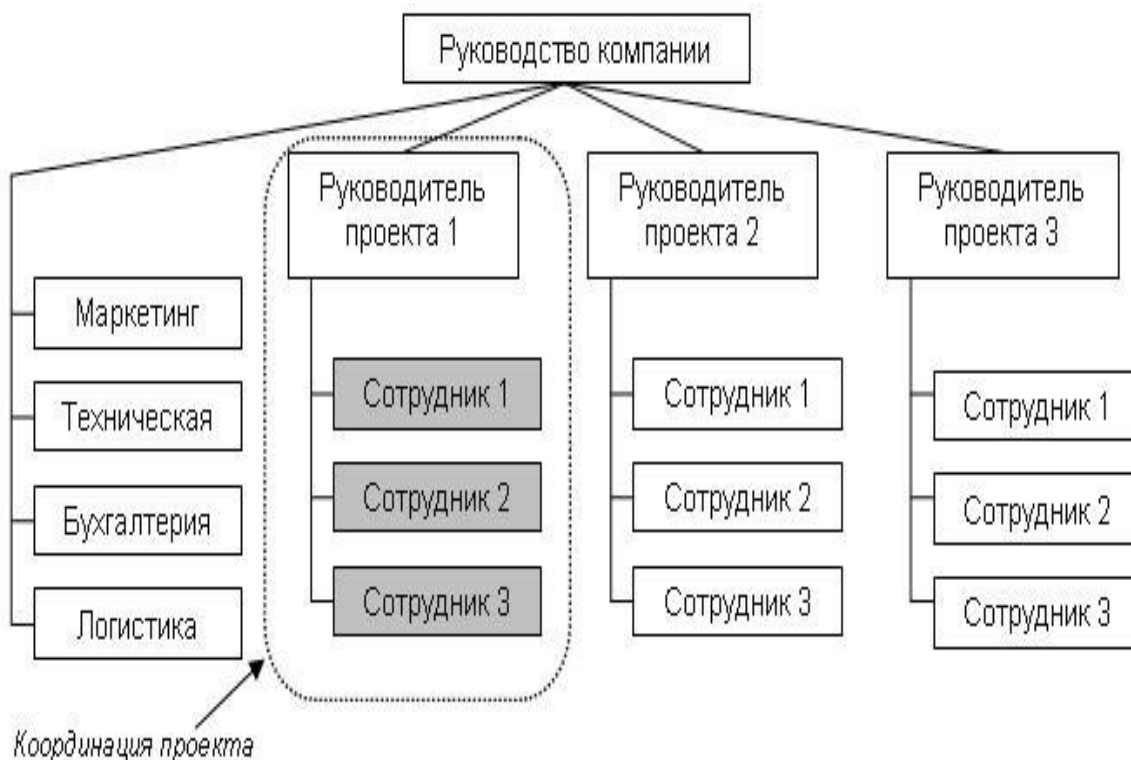 Руководство компании
Руководитель
проекта 1
Руководитель
проекта 2
Руководитель
проекта 3
Маркетинг
Техническая
Бухгалтерия
Логистика
Сотрудник 1
Сотрудник 2
Сотрудник 3
Сотрудник 1
Сотрудник 2
Сотрудник 3
Сотрудник 1
Сотрудник 2
Сотрудник 3
Координация проекта